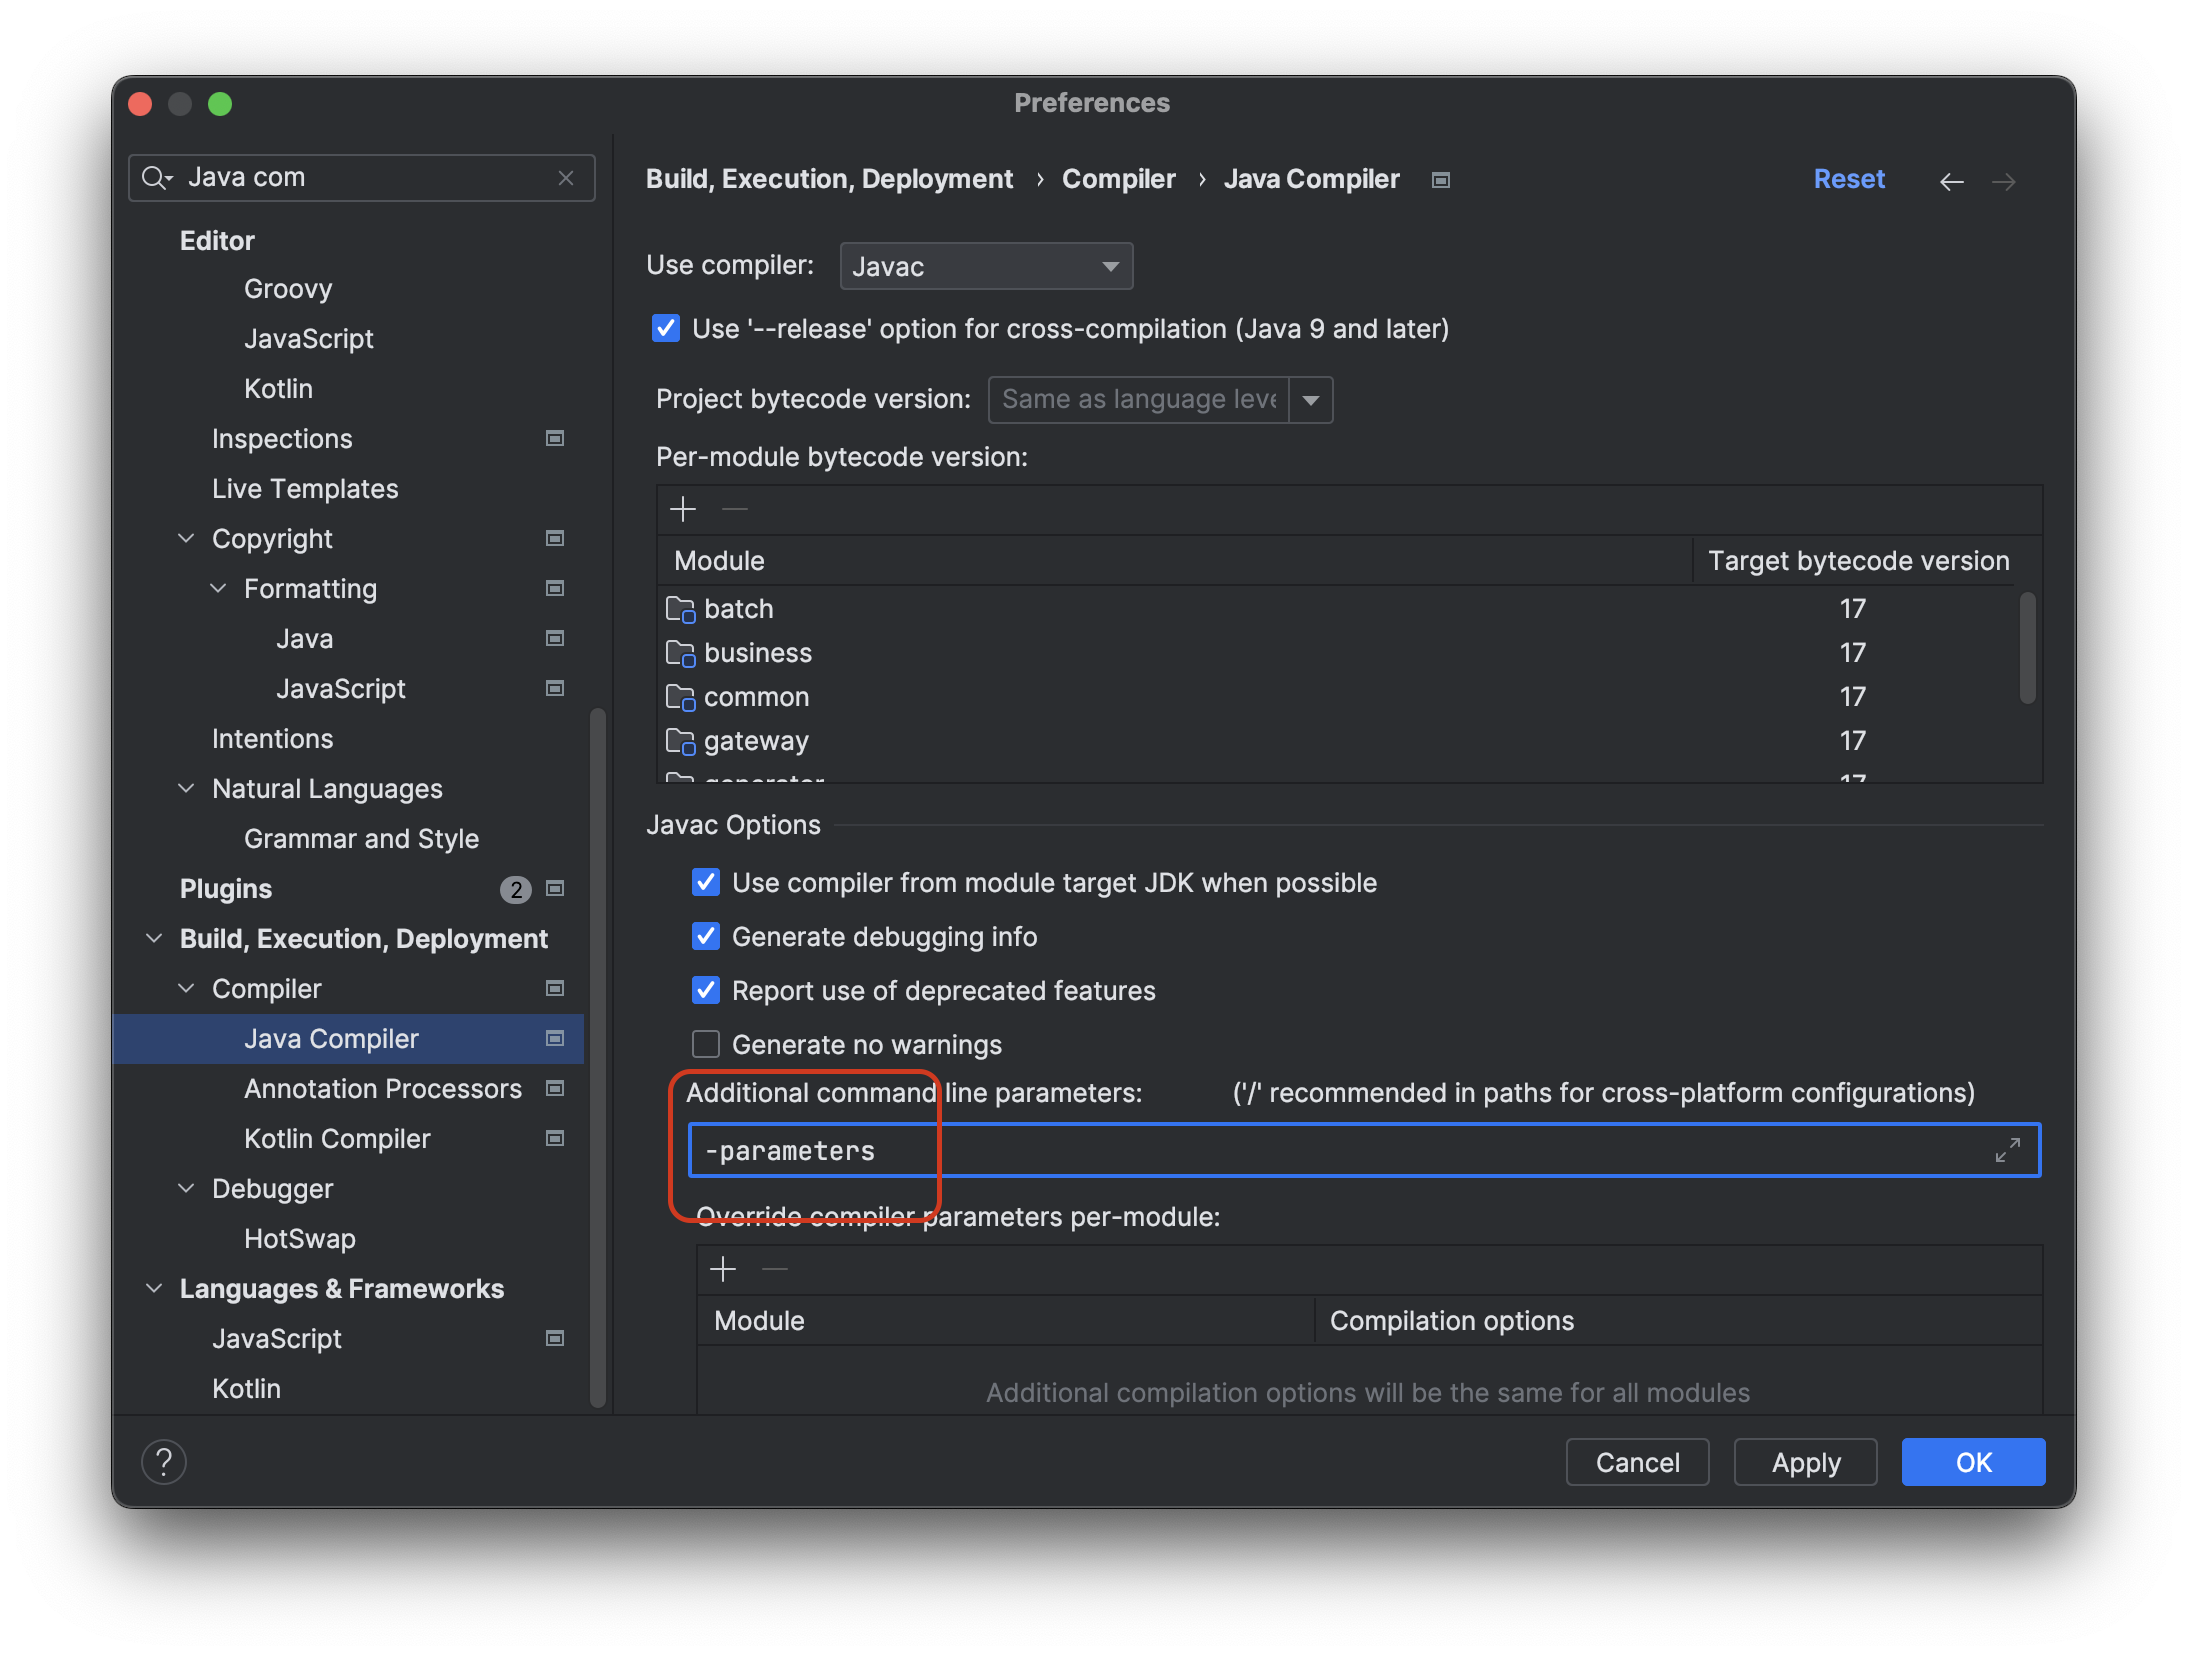 Preferences
Java com
Editor
Groovy
JavaScript
Kotlin
Inspections
Live Templates
Copyright
Formatting
Java
JavaScript
Intentions
Natural Languages
Grammar and Style
Plugins 2
Build, Execution, Deployment
Compiler
Java Compiler
Annotation Processors
Kotlin Compiler
Debugger
HotSwap
Languages & Frameworks
JavaScript
Kotlin
Build, Execution, Deployment › Compiler › Java Compiler Reset
Use compiler: Javac
Use '--release' option for cross-compilation (Java 9 and later)
Project bytecode version: Same as language leve
Per-module bytecode version:
Module Target bytecode version
batch 17
business 17
common 17
gateway 17
generator 17
Javac Options
Use compiler from module target JDK when possible
Generate debugging info
Report use of deprecated features
Generate no warnings
Additional command line parameters: ('/' recommended in paths for cross-platform configurations)
-parameters
Override compiler parameters per-module:
Module Compilation options
Additional compilation options will be the same for all modules
? Cancel Apply OK